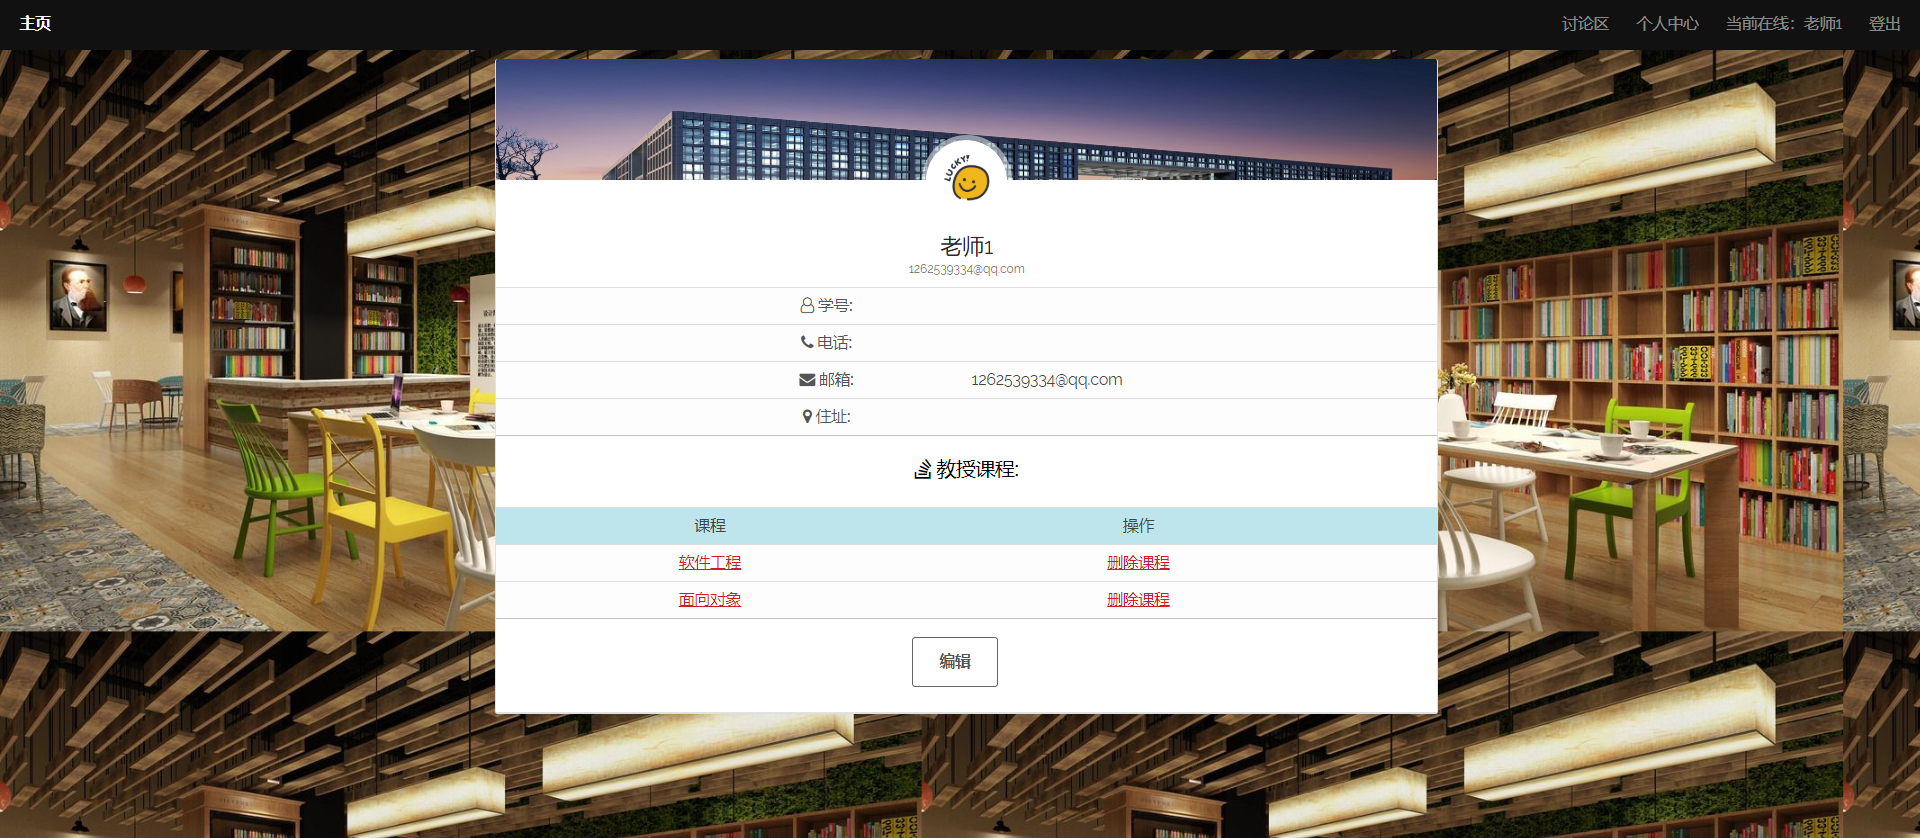 主页
讨论区 个人中心 当前在线：老师1 登出
LUCKY!
老师1
1262539334@qq.com
学号:
电话:
邮箱: 1262539334@qq.com
住址:
教授课程:
课程 操作
软件工程 删除课程
面向对象 删除课程
编辑